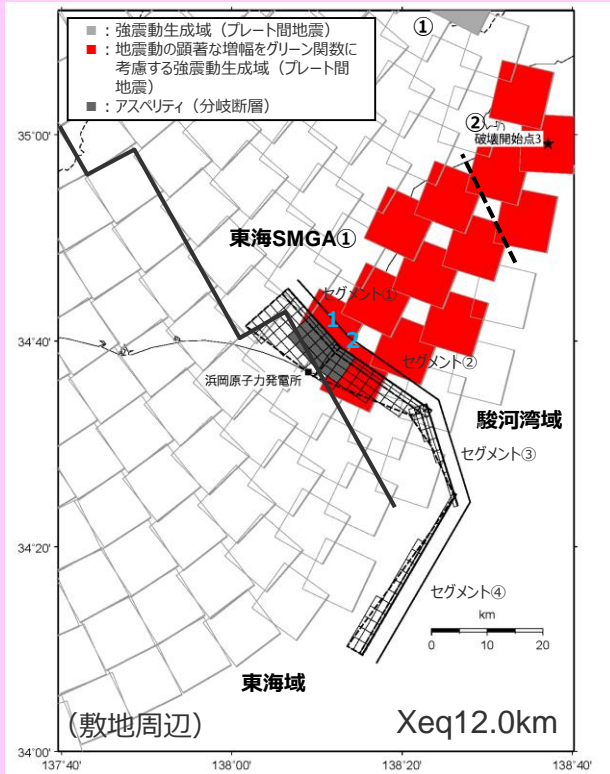 ■：強震動生成域（プレート間地震）
■：地震動の顕著な増幅をグリーン関数に
考慮する強震動生成域（プレート間
地震）
■：アスペリティ（分岐断層）
①
②
破壊開始点3
35°00'
東海SMGA①
セグメント①
1
2
34°40'
セグメント②
浜岡原子力発電所
駿河湾域
セグメント③
34°20'
セグメント④
km
0 10 20
東海域
（敷地周辺）
Xeq12.0km
34°00'
137°40' 138°00' 138°20' 138°40'